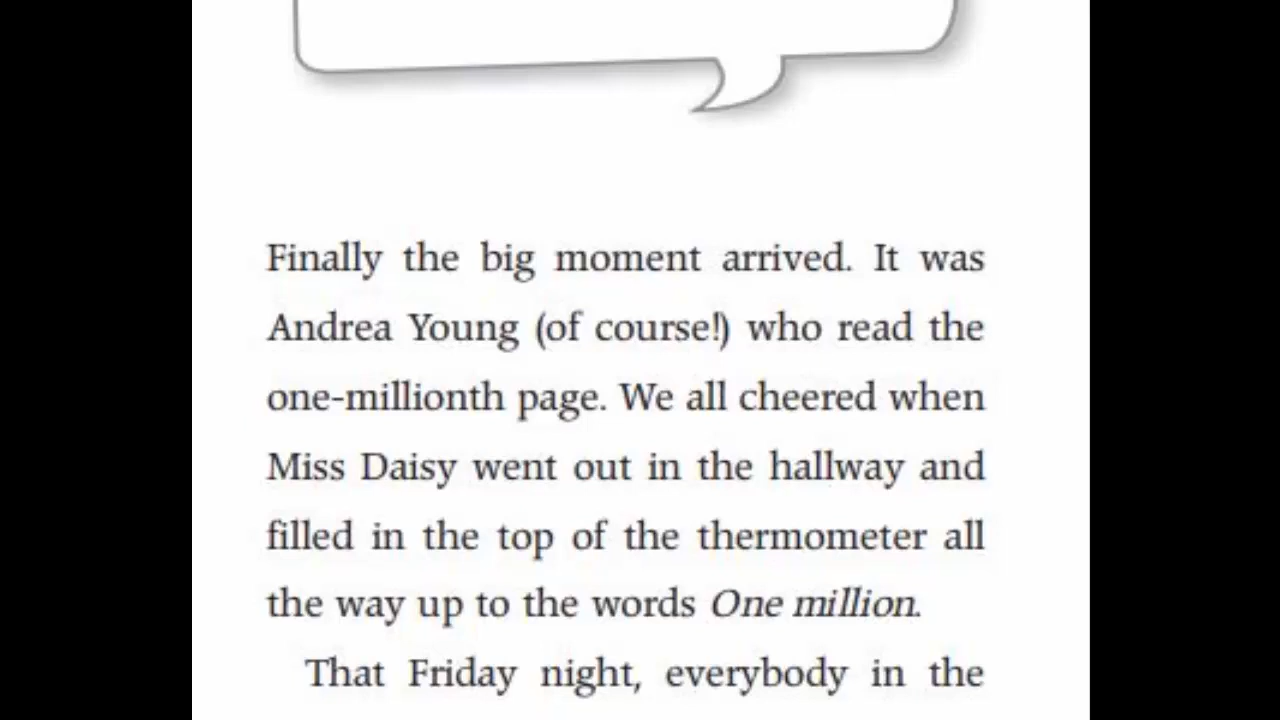 Finally the big moment arrived. It was
Andrea Young (of course!) who read the
one-millionth page. We all cheered when
Miss Daisy went out in the hallway and
filled in the top of the thermometer all
the way up to the words One million.
That Friday night, everybody in the